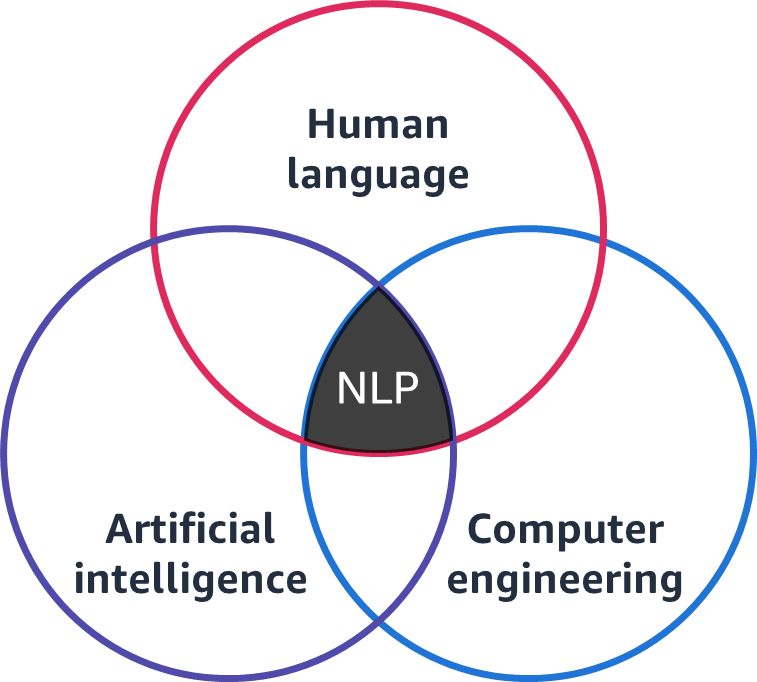 Human
language
NLP
Artificial
intelligence
Computer
engineering